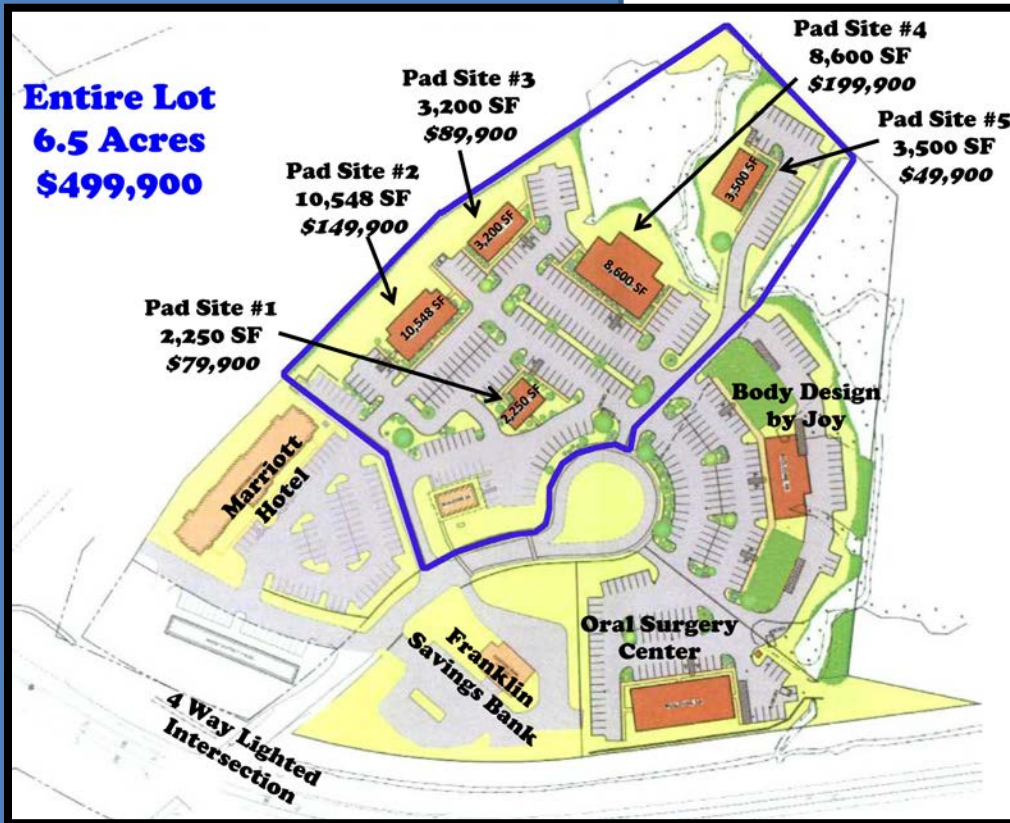 Entire Lot
6.5 Acres
$499,900
Pad Site #4
8,600 SF
$199,900
Pad Site #3
3,200 SF
$89,900
Pad Site #5
3,500 SF
$49,900
Pad Site #2
10,548 SF
$149,900
Pad Site #1
2,250 SF
$79,900
3,500 SF
3,200 SF
8,600 SF
10,548 SF
2,250 SF
Body Design
by Joy
Marriott
Hotel
Oral Surgery
Center
Franklin
Savings Bank
4 Way Lighted
Intersection